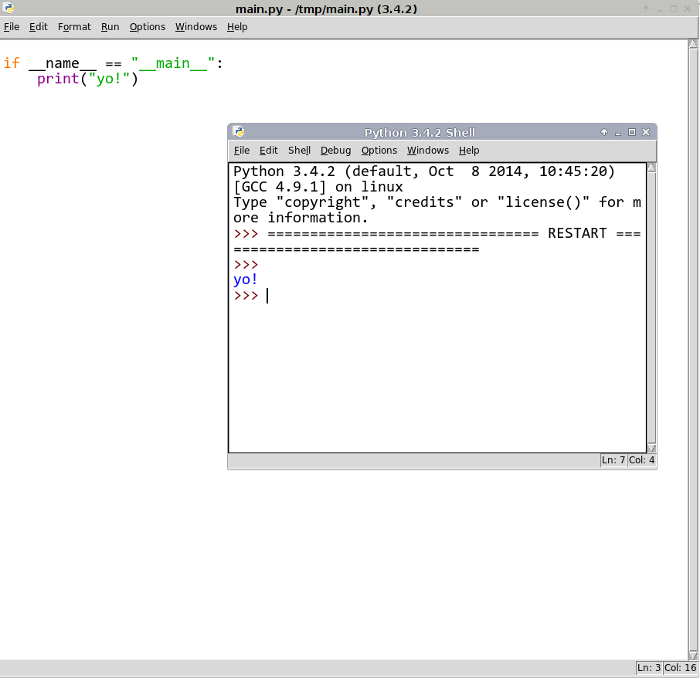 main.py - /tmp/main.py (3.4.2)
File Edit Format Run Options Windows Help
if __name__ == "__main__":
    print("yo!")
Python 3.4.2 Shell
File Edit Shell Debug Options Windows Help
Python 3.4.2 (default, Oct  8 2014, 10:45:20)
[GCC 4.9.1] on linux
Type "copyright", "credits" or "license()" for m
ore information.
>>> ================================ RESTART ===
=============================
>>>
yo!
>>>
Ln: 7 Col: 4
Ln: 3 Col: 16